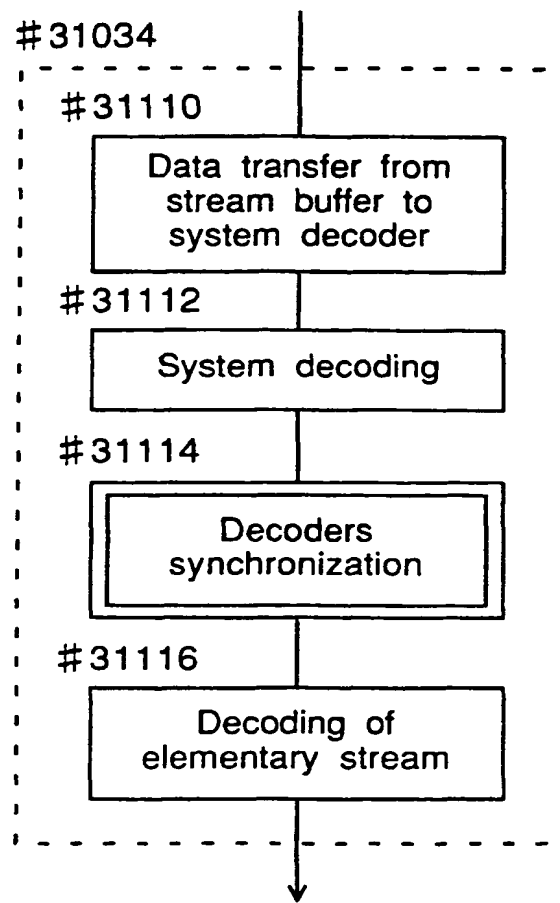 #31034
#31110
Data transfer from
stream buffer to
system decoder
#31112
System decoding
#31114
Decoders
synchronization
#31116
Decoding of
elementary stream